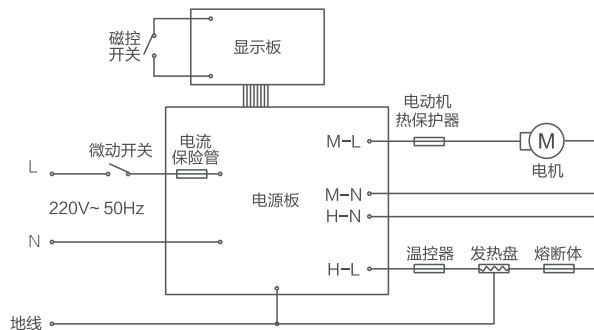 磁控
开关
显示板
电动机
热保护器
微动开关
电流
保险管
M-L
M
电机
L
220V~ 50Hz
电源板
M-N
H-N
N
温控器
发热盘
熔断体
H-L
地线